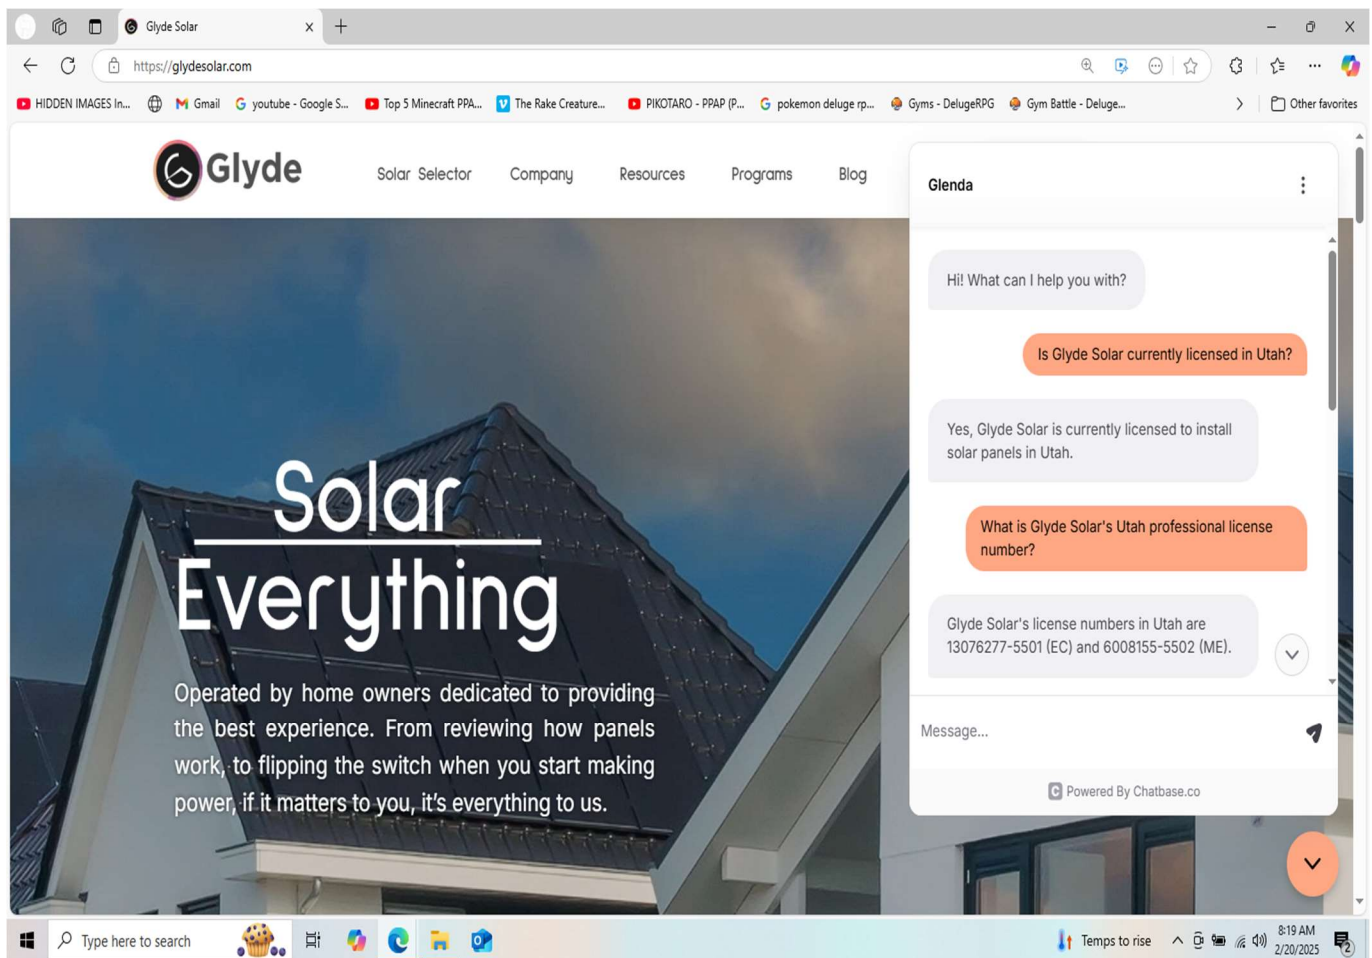 Glyde Solar
https://glydesolar.com
HIDDEN IMAGES In...
Gmail
youtube - Google S...
Top 5 Minecraft PPA...
The Rake Creature...
PIKOTARO - PPAP (P...
pokemon deluge rp...
Gyms - DelugeRPG
Gym Battle - Deluge...
Other favorites
Glyde
Solar Selector
Company
Resources
Programs
Blog
Solar
Everything
Operated by home owners dedicated to providing
the best experience. From reviewing how panels
work, to flipping the switch when you start making
power, if it matters to you, it's everything to us.
Glenda
Hi! What can I help you with?
Is Glyde Solar currently licensed in Utah?
Yes, Glyde Solar is currently licensed to install
solar panels in Utah.
What is Glyde Solar's Utah professional license
number?
Glyde Solar's license numbers in Utah are
13076277-5501 (EC) and 6008155-5502 (ME).
Message...
Powered By Chatbase.co
Type here to search
Temps to rise
8:19 AM
2/20/2025
2